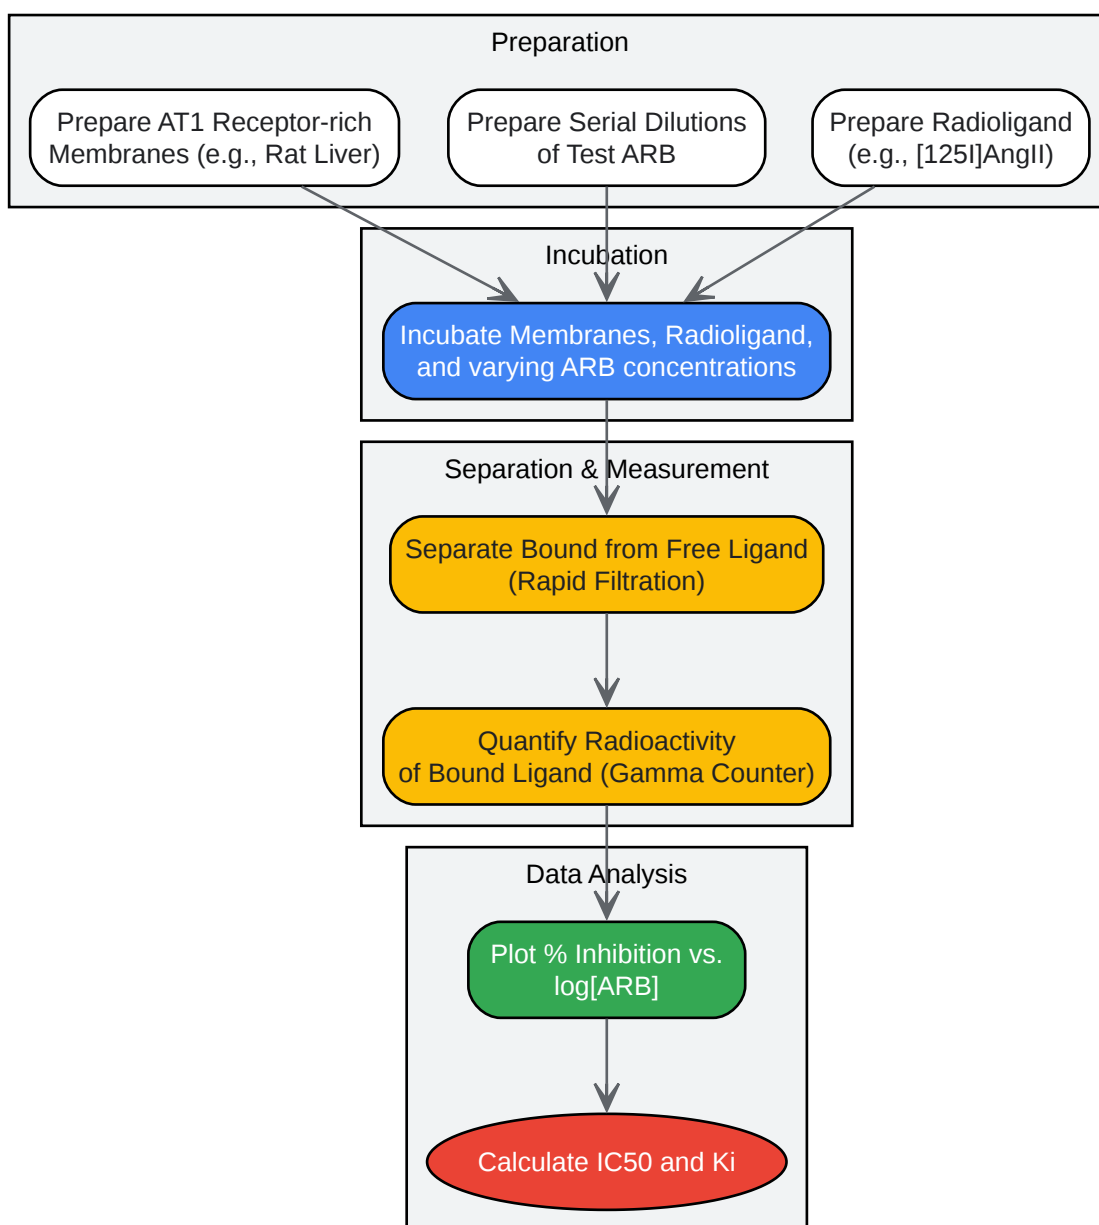 Preparation
Prepare AT1 Receptor-rich
Membranes (e.g., Rat Liver)
Prepare Serial Dilutions
of Test ARB
Prepare Radioligand
(e.g., [125I]AngII)
Incubation
Incubate Membranes, Radioligand,
and varying ARB concentrations
Separation & Measurement
Separate Bound from Free Ligand
(Rapid Filtration)
Quantify Radioactivity
of Bound Ligand (Gamma Counter)
Data Analysis
Plot % Inhibition vs.
log[ARB]
Calculate IC50 and Ki